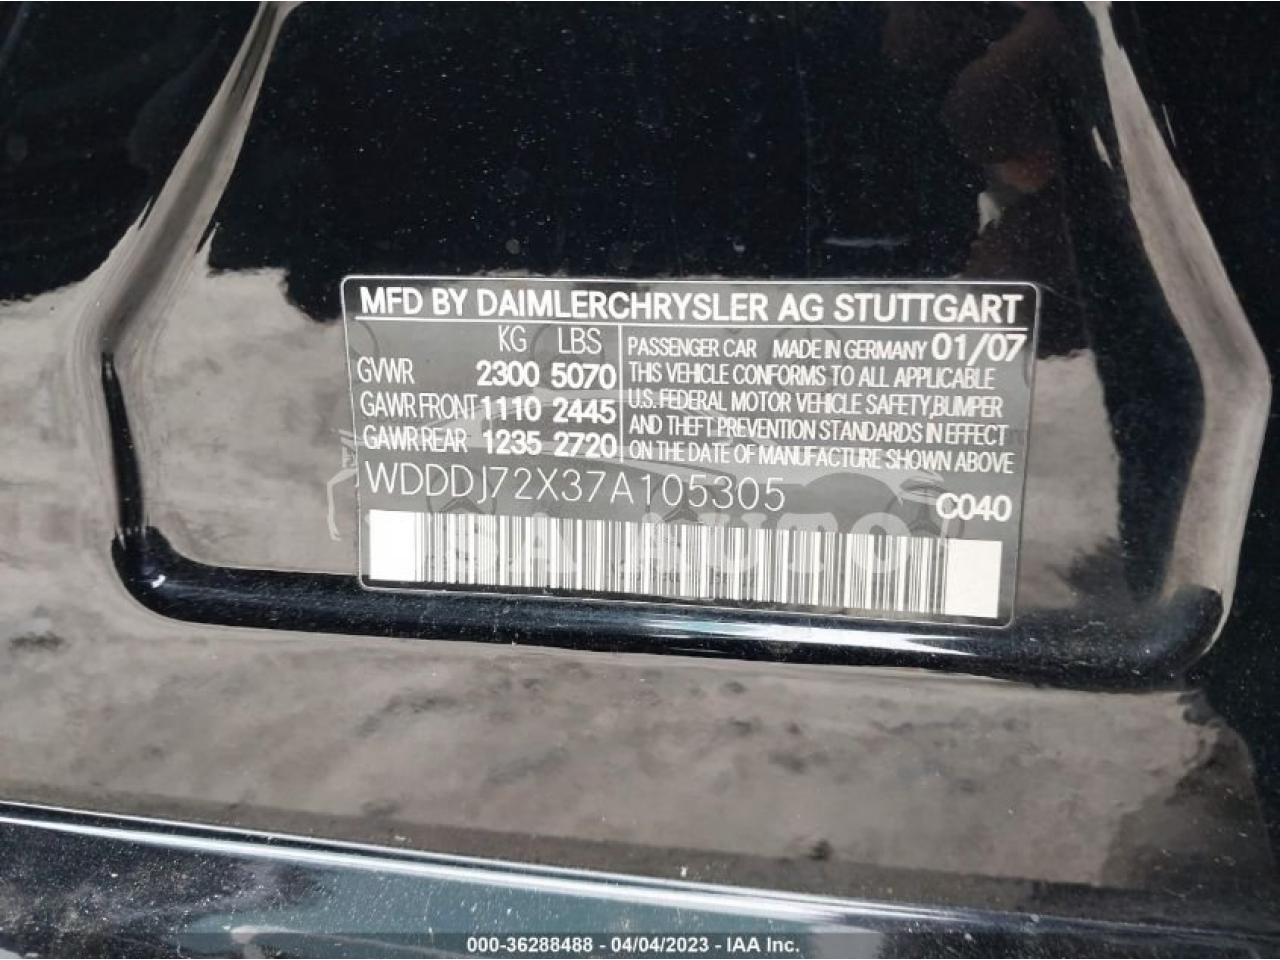 MFD BY DAIMLERCHRYSLER AG STUTTGART
KG LBS
GVWR 2300 5070
GAWR FRONT 1110 2445
GAWR REAR 1235 2720
PASSENGER CAR MADE IN GERMANY 01/07
THIS VEHICLE CONFORMS TO ALL APPLICABLE
U.S. FEDERAL MOTOR VEHICLE SAFETY, BUMPER
AND THEFT PREVENTION STANDARDS IN EFFECT
ON THE DATE OF MANUFACTURE SHOWN ABOVE
WDDDJ72X37A105305
C040
SA AUTO
000-36288488 - 04/04/2023 - IAA Inc.